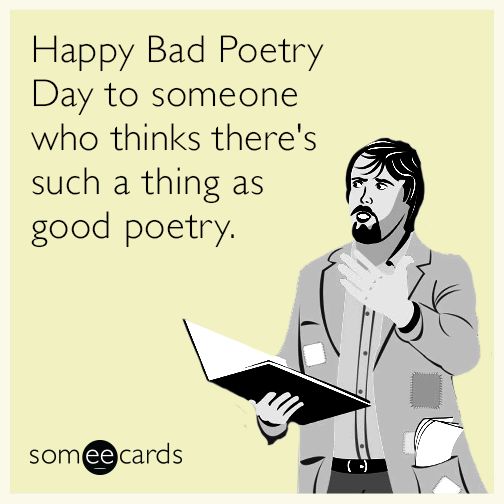 Happy Bad Poetry
Day to someone
who thinks there's
such a thing as
good poetry.
someecards